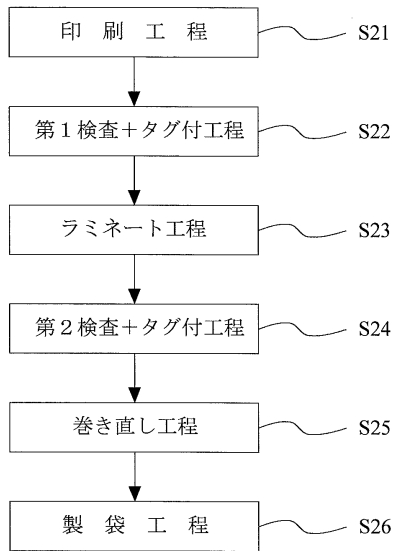 印刷工程 S21
第1検査＋タグ付工程 S22
ラミネート工程 S23
第2検査＋タグ付工程 S24
巻き直し工程 S25
製袋工程 S26